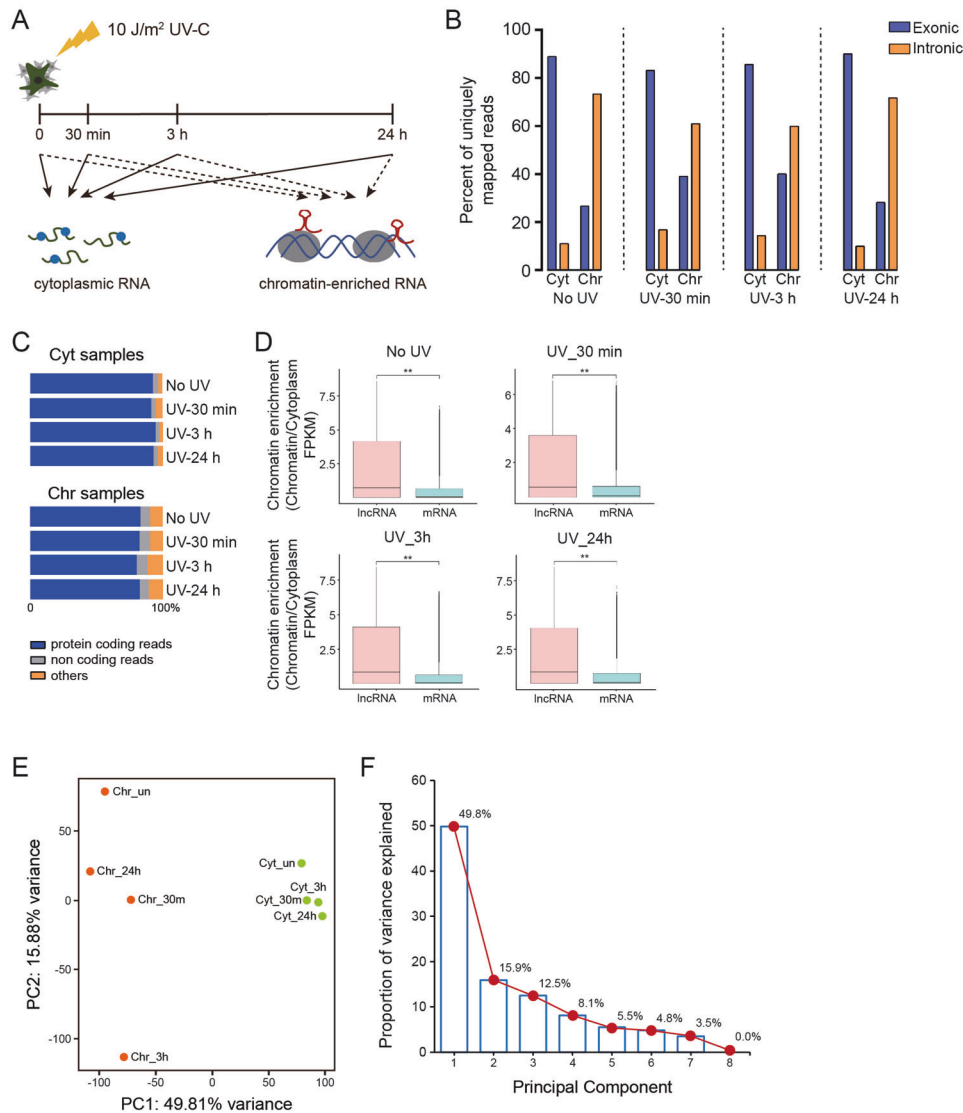 A
10 J/m² UV-C
0
30 min
3 h
24 h
cytoplasmic RNA
chromatin-enriched RNA
B
Percent of uniquely
mapped reads
100
80
60
40
20
0
Exonic
Intronic
Cyt Chr
Cyt Chr
Cyt Chr
Cyt Chr
No UV
UV-30 min
UV-3 h
UV-24 h
C
Cyt samples
No UV
UV-30 min
UV-3 h
UV-24 h
Chr samples
No UV
UV-30 min
UV-3 h
UV-24 h
0
100%
protein coding reads
non coding reads
others
D
Chromatin enrichment
(Chromatin/Cytoplasm
FPKM)
No UV
**
7.5
5
2.5
lncRNA
mRNA
UV_30 min
**
6
4
2
lncRNA
mRNA
Chromatin enrichment
(Chromatin/Cytoplasm
FPKM)
UV_3h
**
7.5
5
2.5
lncRNA
mRNA
UV_24h
**
7.5
5
2.5
lncRNA
mRNA
E
PC2: 15.88% variance
50
0
-50
-100
Chr_un
Chr_24h
Chr_30m
Chr_3h
Cyt_un
Cyt_3h
Cyt_30m
Cyt_24h
-100
-50
0
50
100
PC1: 49.81% variance
F
Proportion of variance explained
60
50
40
30
20
10
0
49.8%
15.9%
12.5%
8.1%
5.5%
4.8%
3.5%
0.0%
1
2
3
4
5
6
7
8
Principal Component